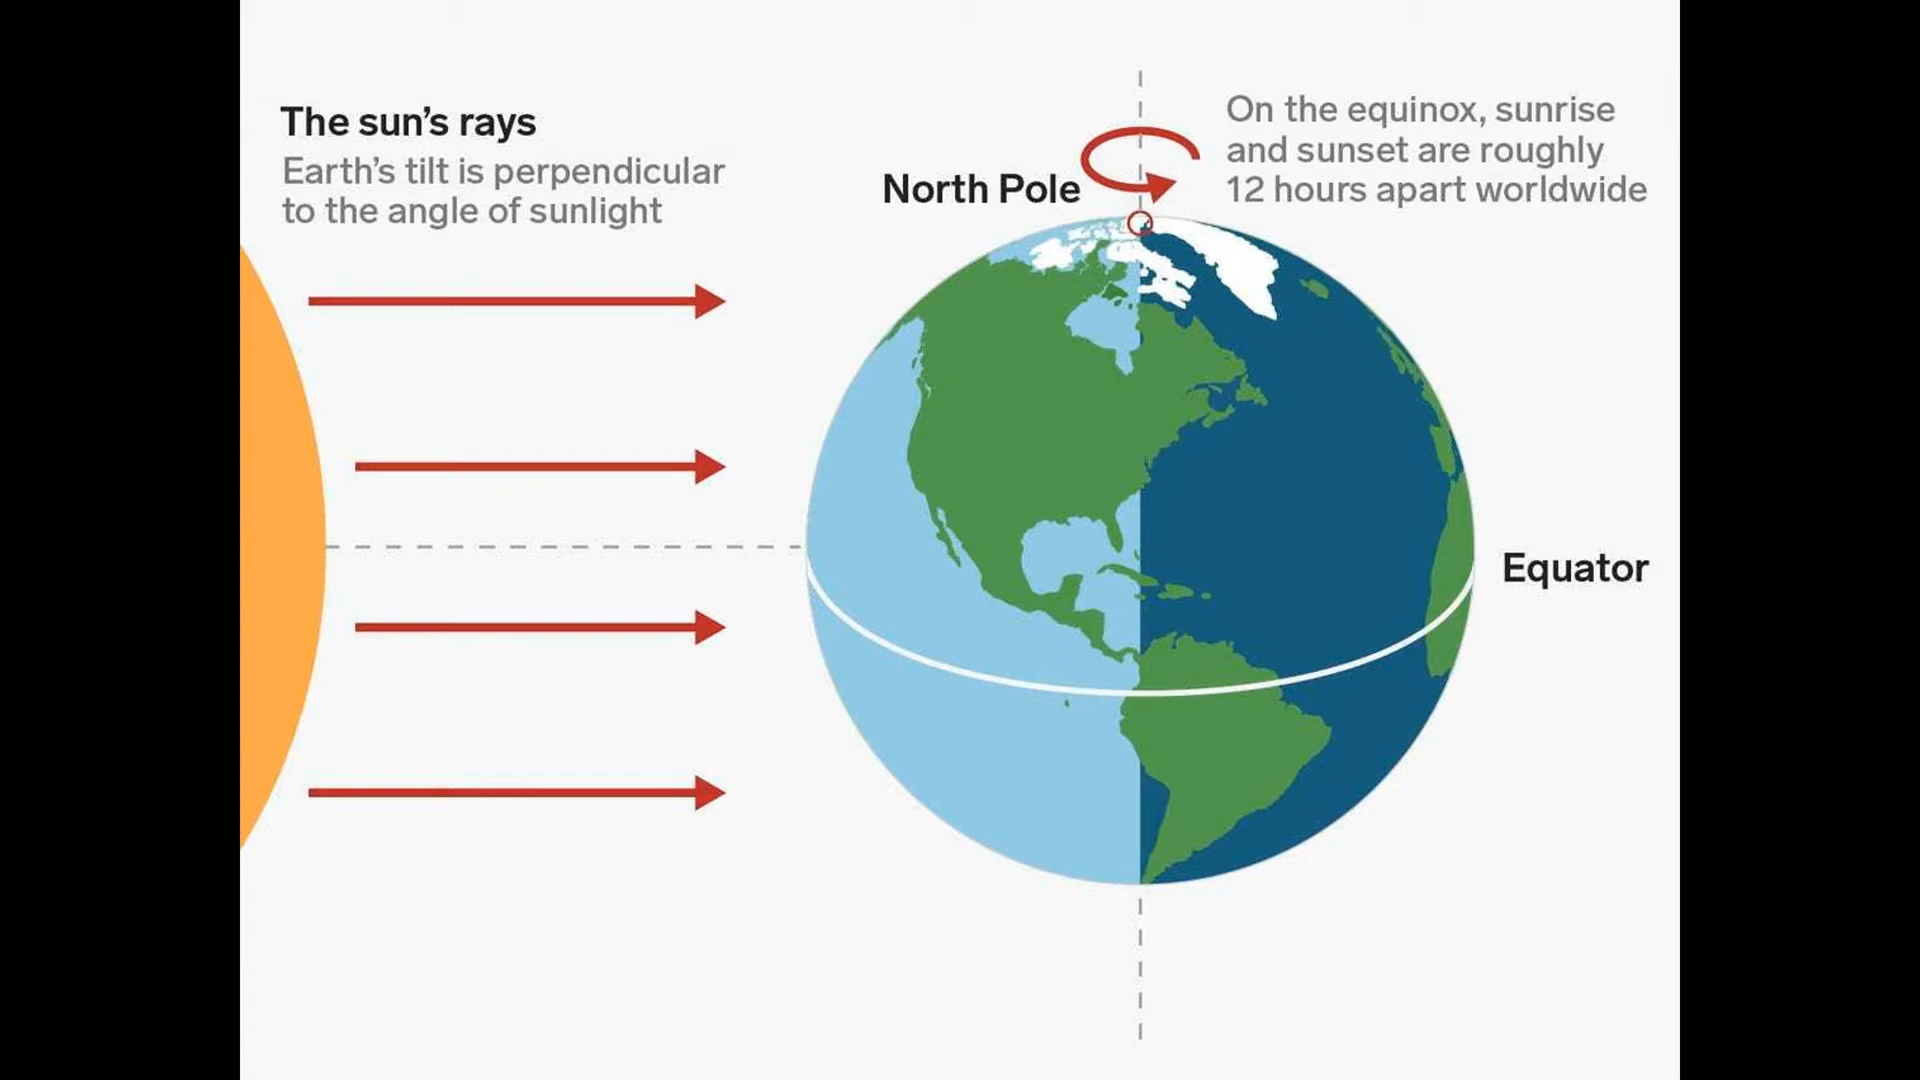 The sun's rays
Earth's tilt is perpendicular
to the angle of sunlight
On the equinox, sunrise
and sunset are roughly
12 hours apart worldwide
North Pole
Equator